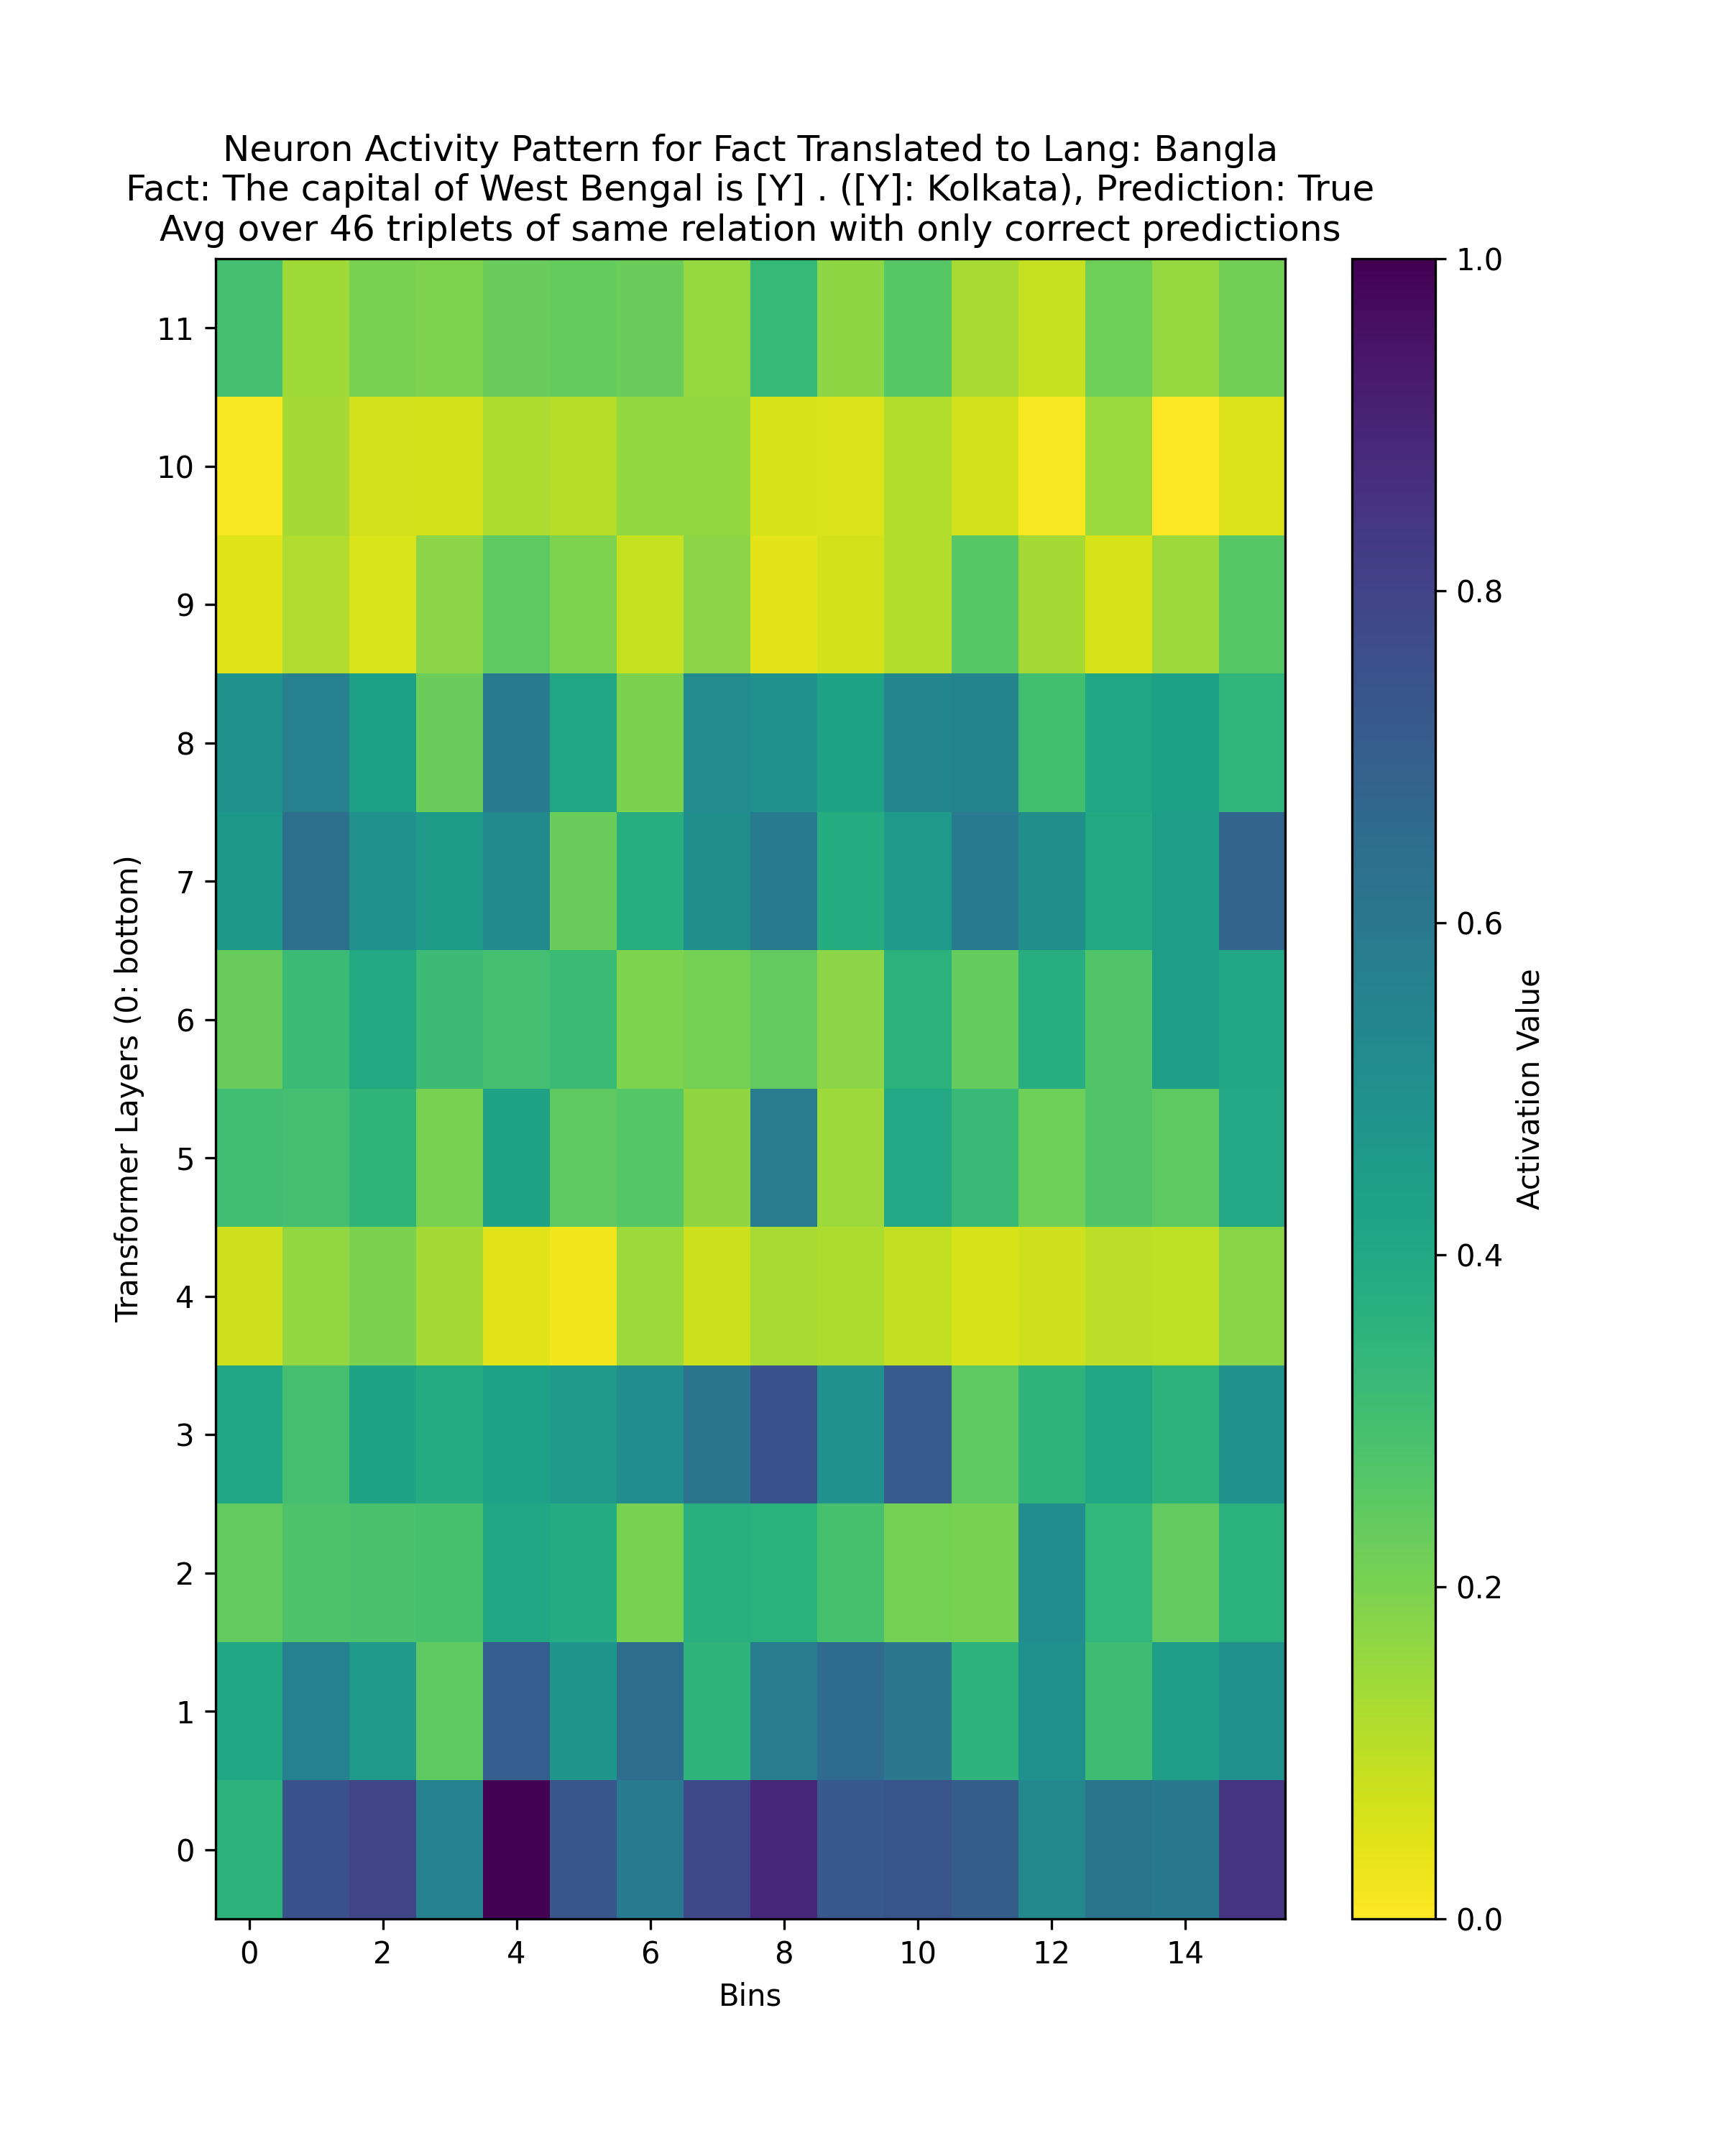 Neuron Activity Pattern for Fact Translated to Lang: Bangla
Fact: The capital of West Bengal is [Y] . ([Y]: Kolkata), Prediction: True
Avg over 46 triplets of same relation with only correct predictions
Transformer Layers (0: bottom)
11
10
9
8
7
6
5
4
3
2
1
0
0 2 4 6 8 10 12 14
Bins
1.0
0.8
0.6
0.4
0.2
0.0
Activation Value